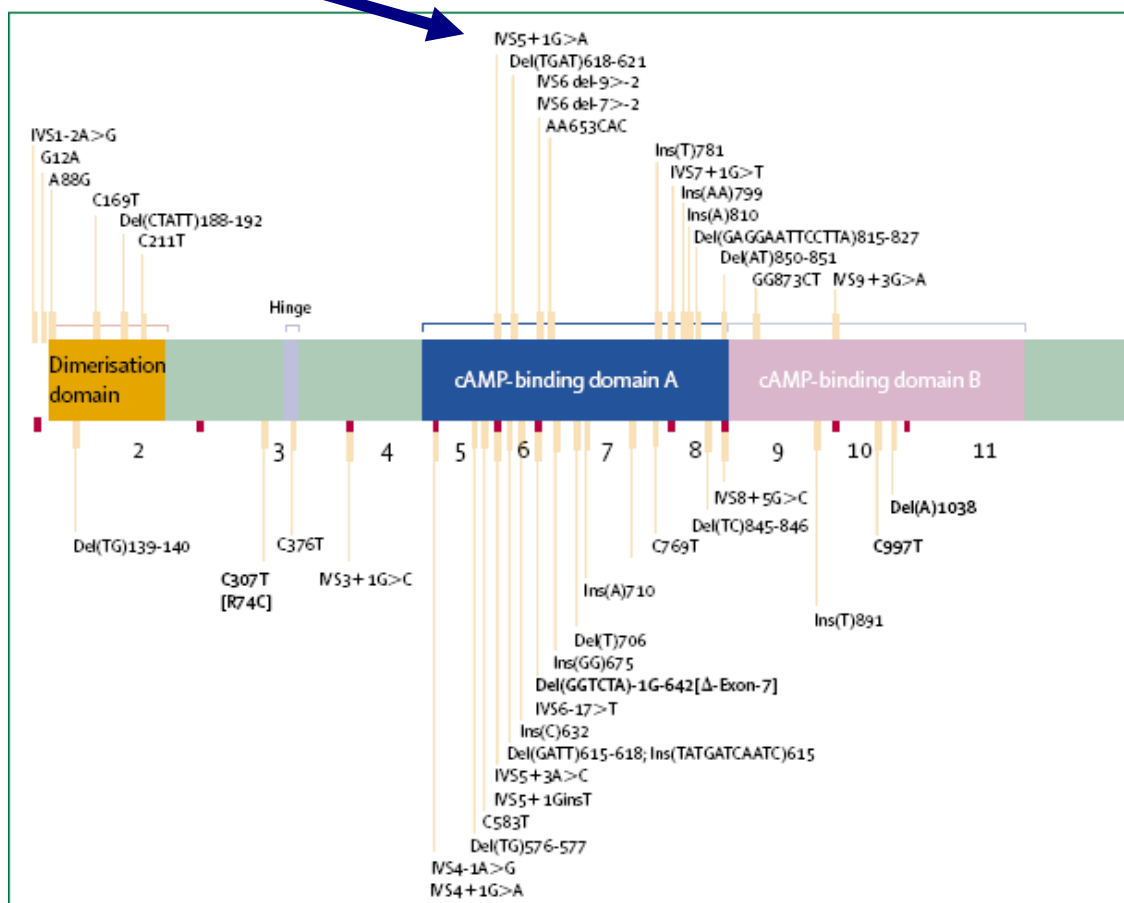 IVS5+1G>A
Del(TGAT)618-621
IVS6 del-9>-2
IVS6 del-7>-2
AA653CAC
IVS1-2A>G
G12A
A88G
C169T
Del(CTATT)188-192
C211T
Ins(T)781
IVS7+1G>T
Ins(AA)799
Ins(A)810
Del(GAGGAATTCCTTA)815-827
Del(AT)850-851
GG873CT
IVS9+3G>A
Hinge
Dimerisation
domain
cAMP-binding domain A
cAMP-binding domain B
2
3
4
5
6
7
8
9
10
11
Del(TG)139-140
C307T
[R74C]
C376T
IVS3+1G>C
IVS8+5G>C
Del(TC)845-846
C769T
Del(A)1038
C997T
Ins(T)891
Ins(A)710
Del(T)706
Ins(GG)675
Del(GGTCTA)-1G-642[Δ-Exon-7]
IVS6-17>T
Ins(C)632
Del(GATT)615-618; Ins(TATGATCAATC)615
IVS5+3A>C
IVS5+1GinsT
C583T
Del(TG)576-577
IVS4-1A>G
IVS4+1G>A